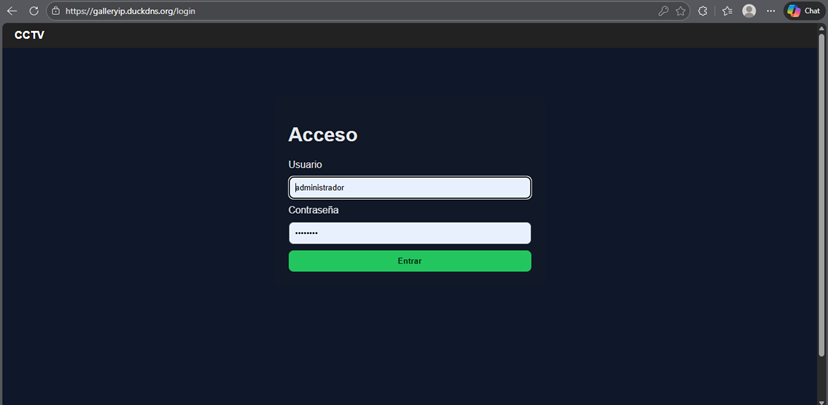 https://galleryip.duckdns.org/login
Chat
CCTV
Acceso
Usuario
administrador
Contraseña
••••••••
Entrar